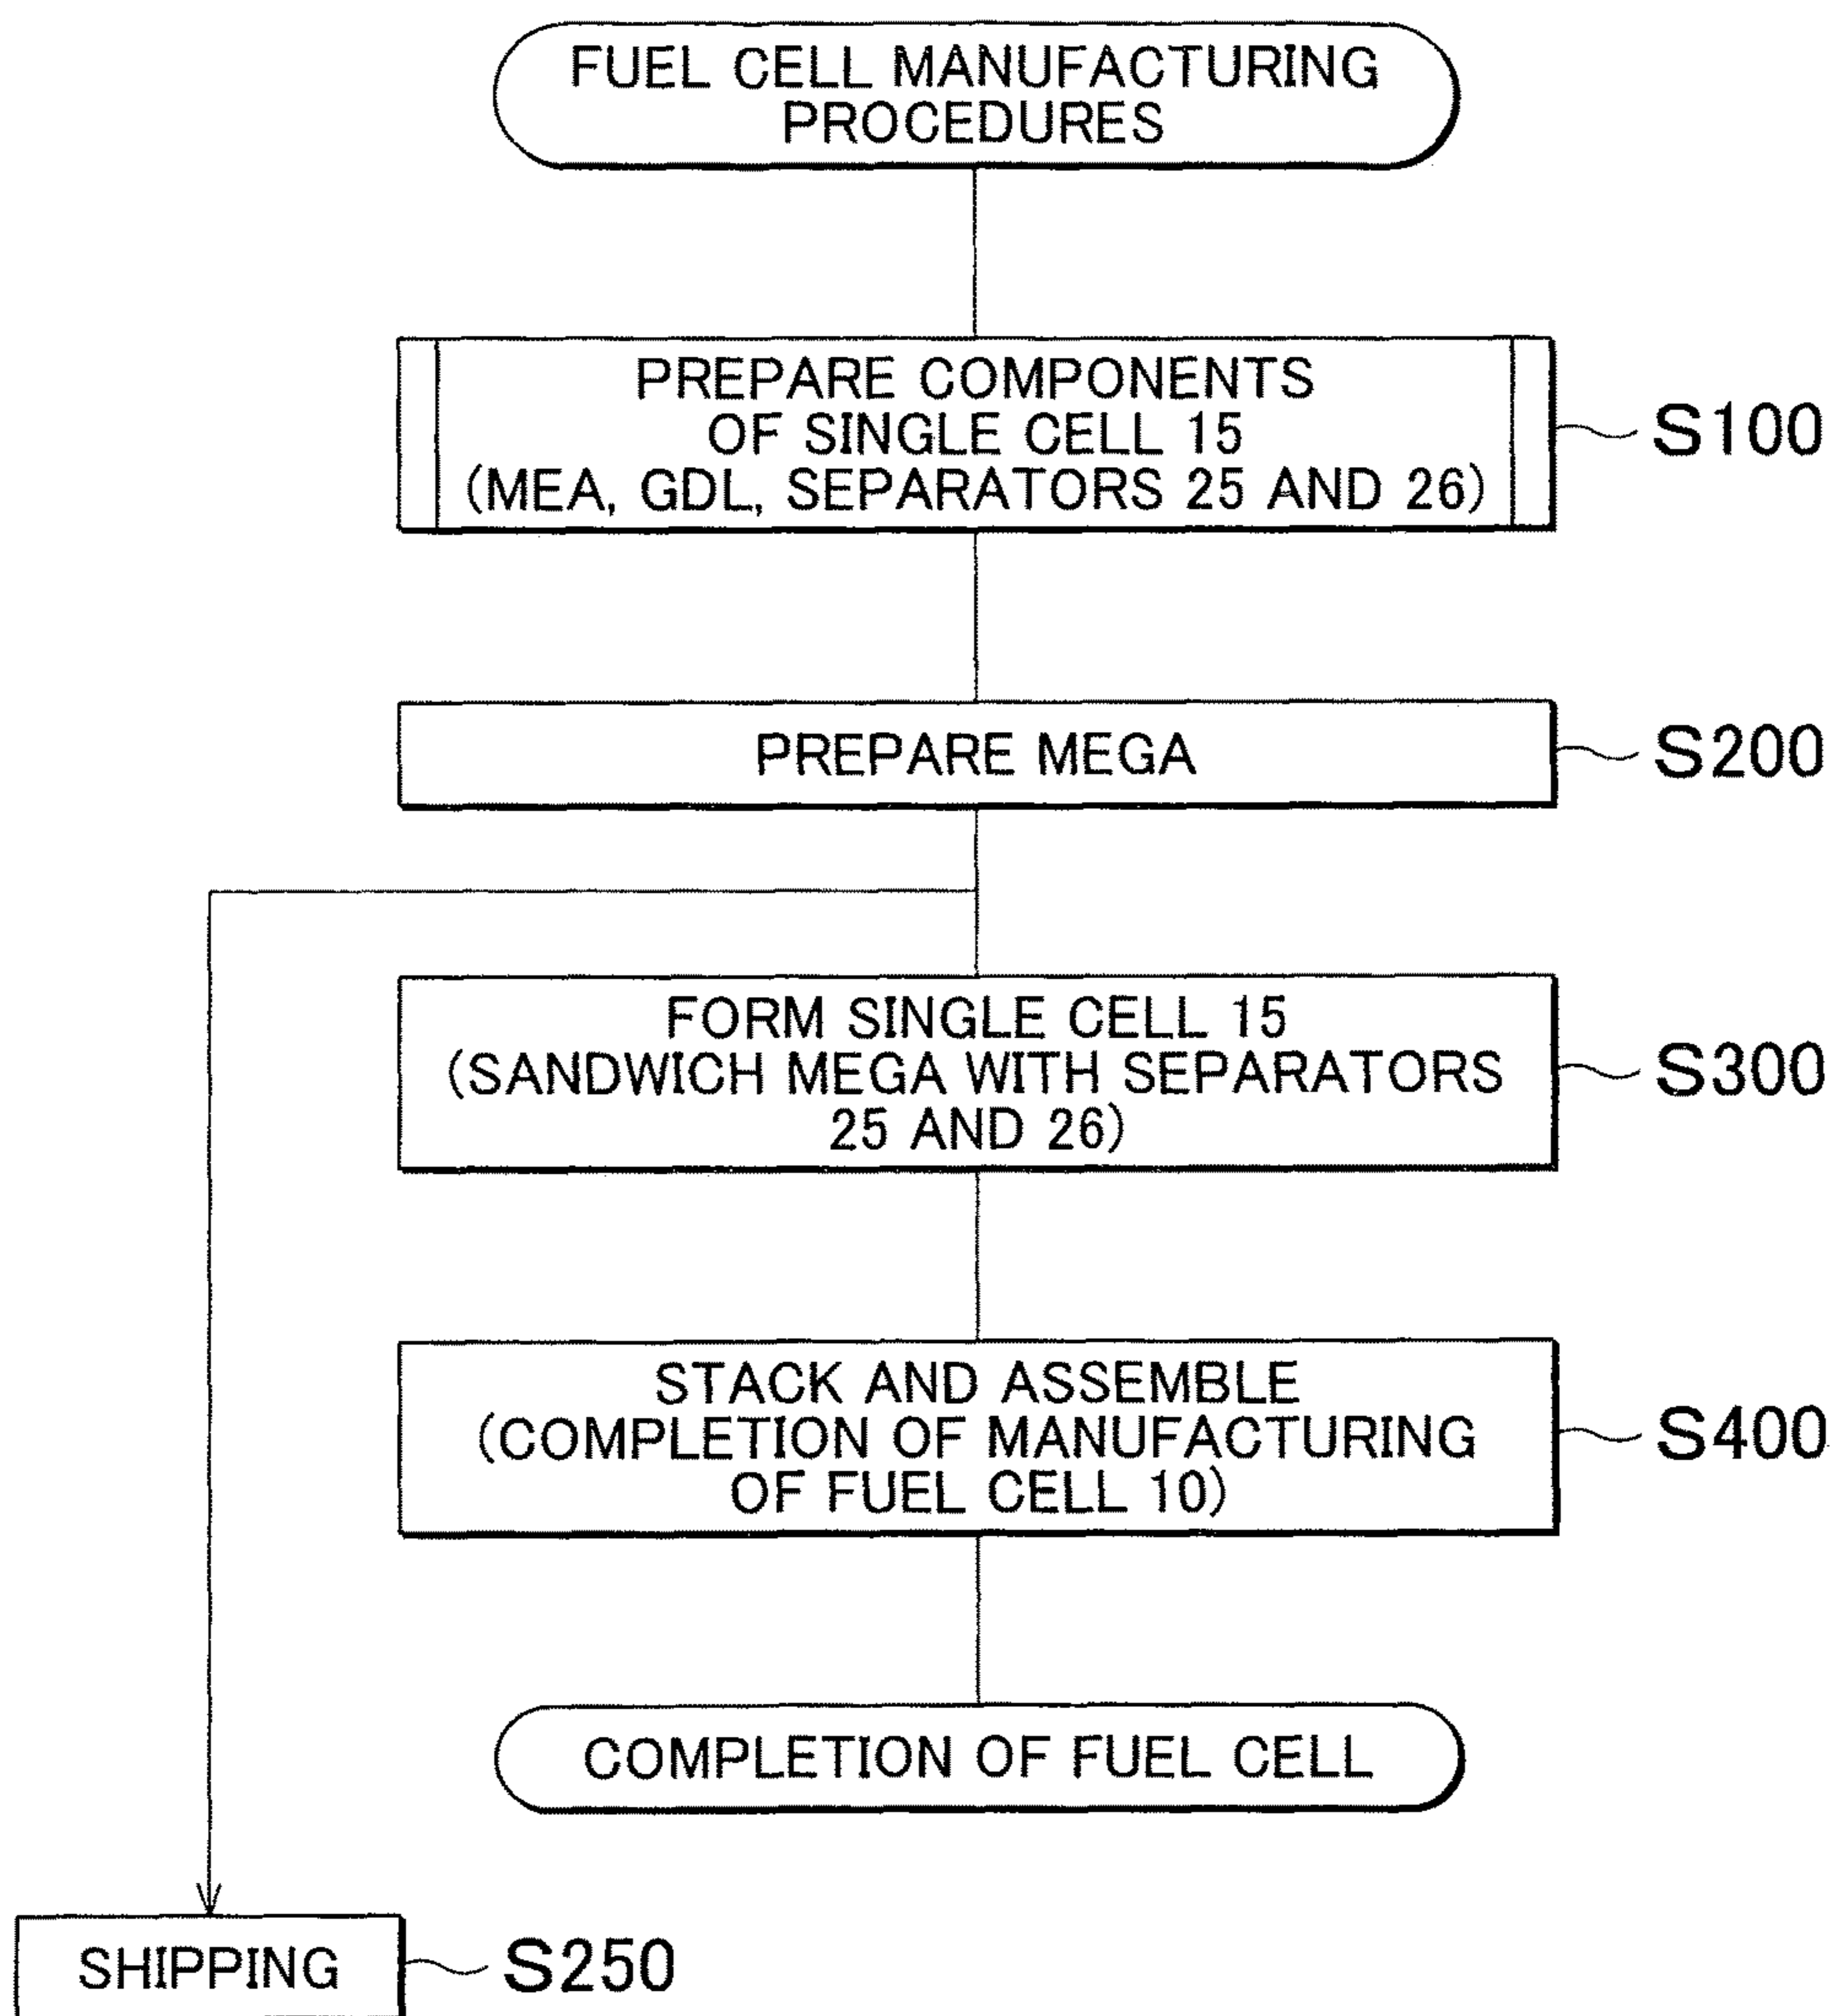 FUEL CELL MANUFACTURING
PROCEDURES
PREPARE COMPONENTS
OF SINGLE CELL 15
(MEA, GDL, SEPARATORS 25 AND 26)
S100
PREPARE MEGA
S200
FORM SINGLE CELL 15
(SANDWICH MEGA WITH SEPARATORS
25 AND 26)
S300
STACK AND ASSEMBLE
(COMPLETION OF MANUFACTURING
OF FUEL CELL 10)
S400
COMPLETION OF FUEL CELL
SHIPPING
S250